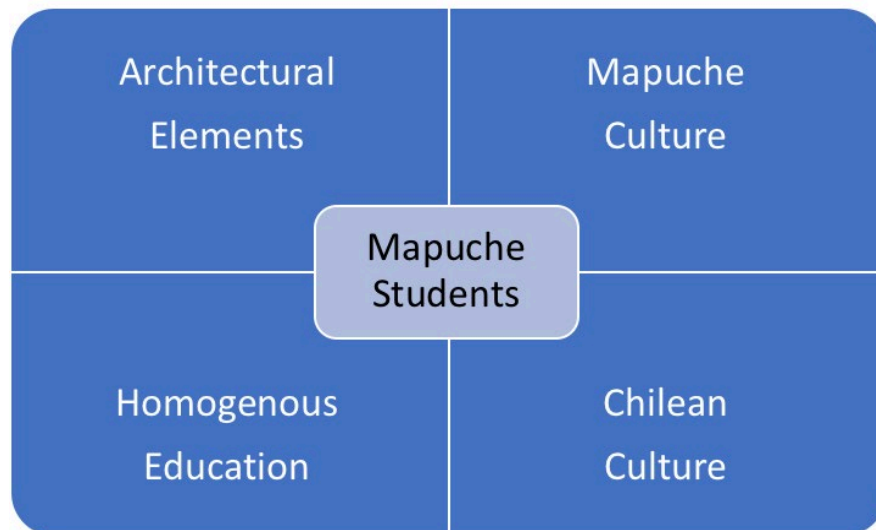 Architectural
Elements
Mapuche
Culture
Mapuche
Students
Homogenous
Education
Chilean
Culture